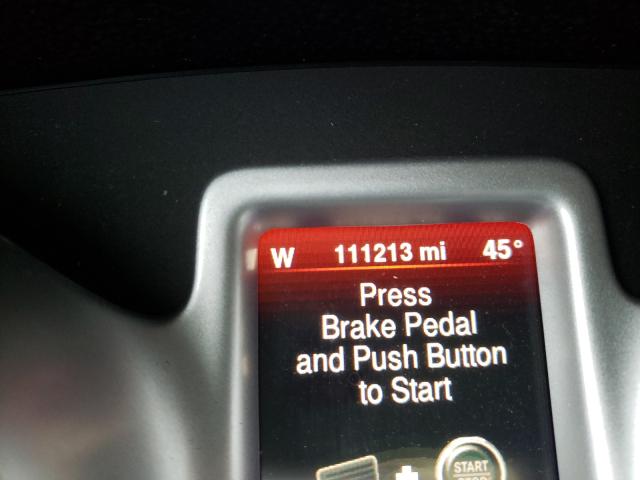 W 111213 mi 45°
Press
Brake Pedal
and Push Button
to Start
START